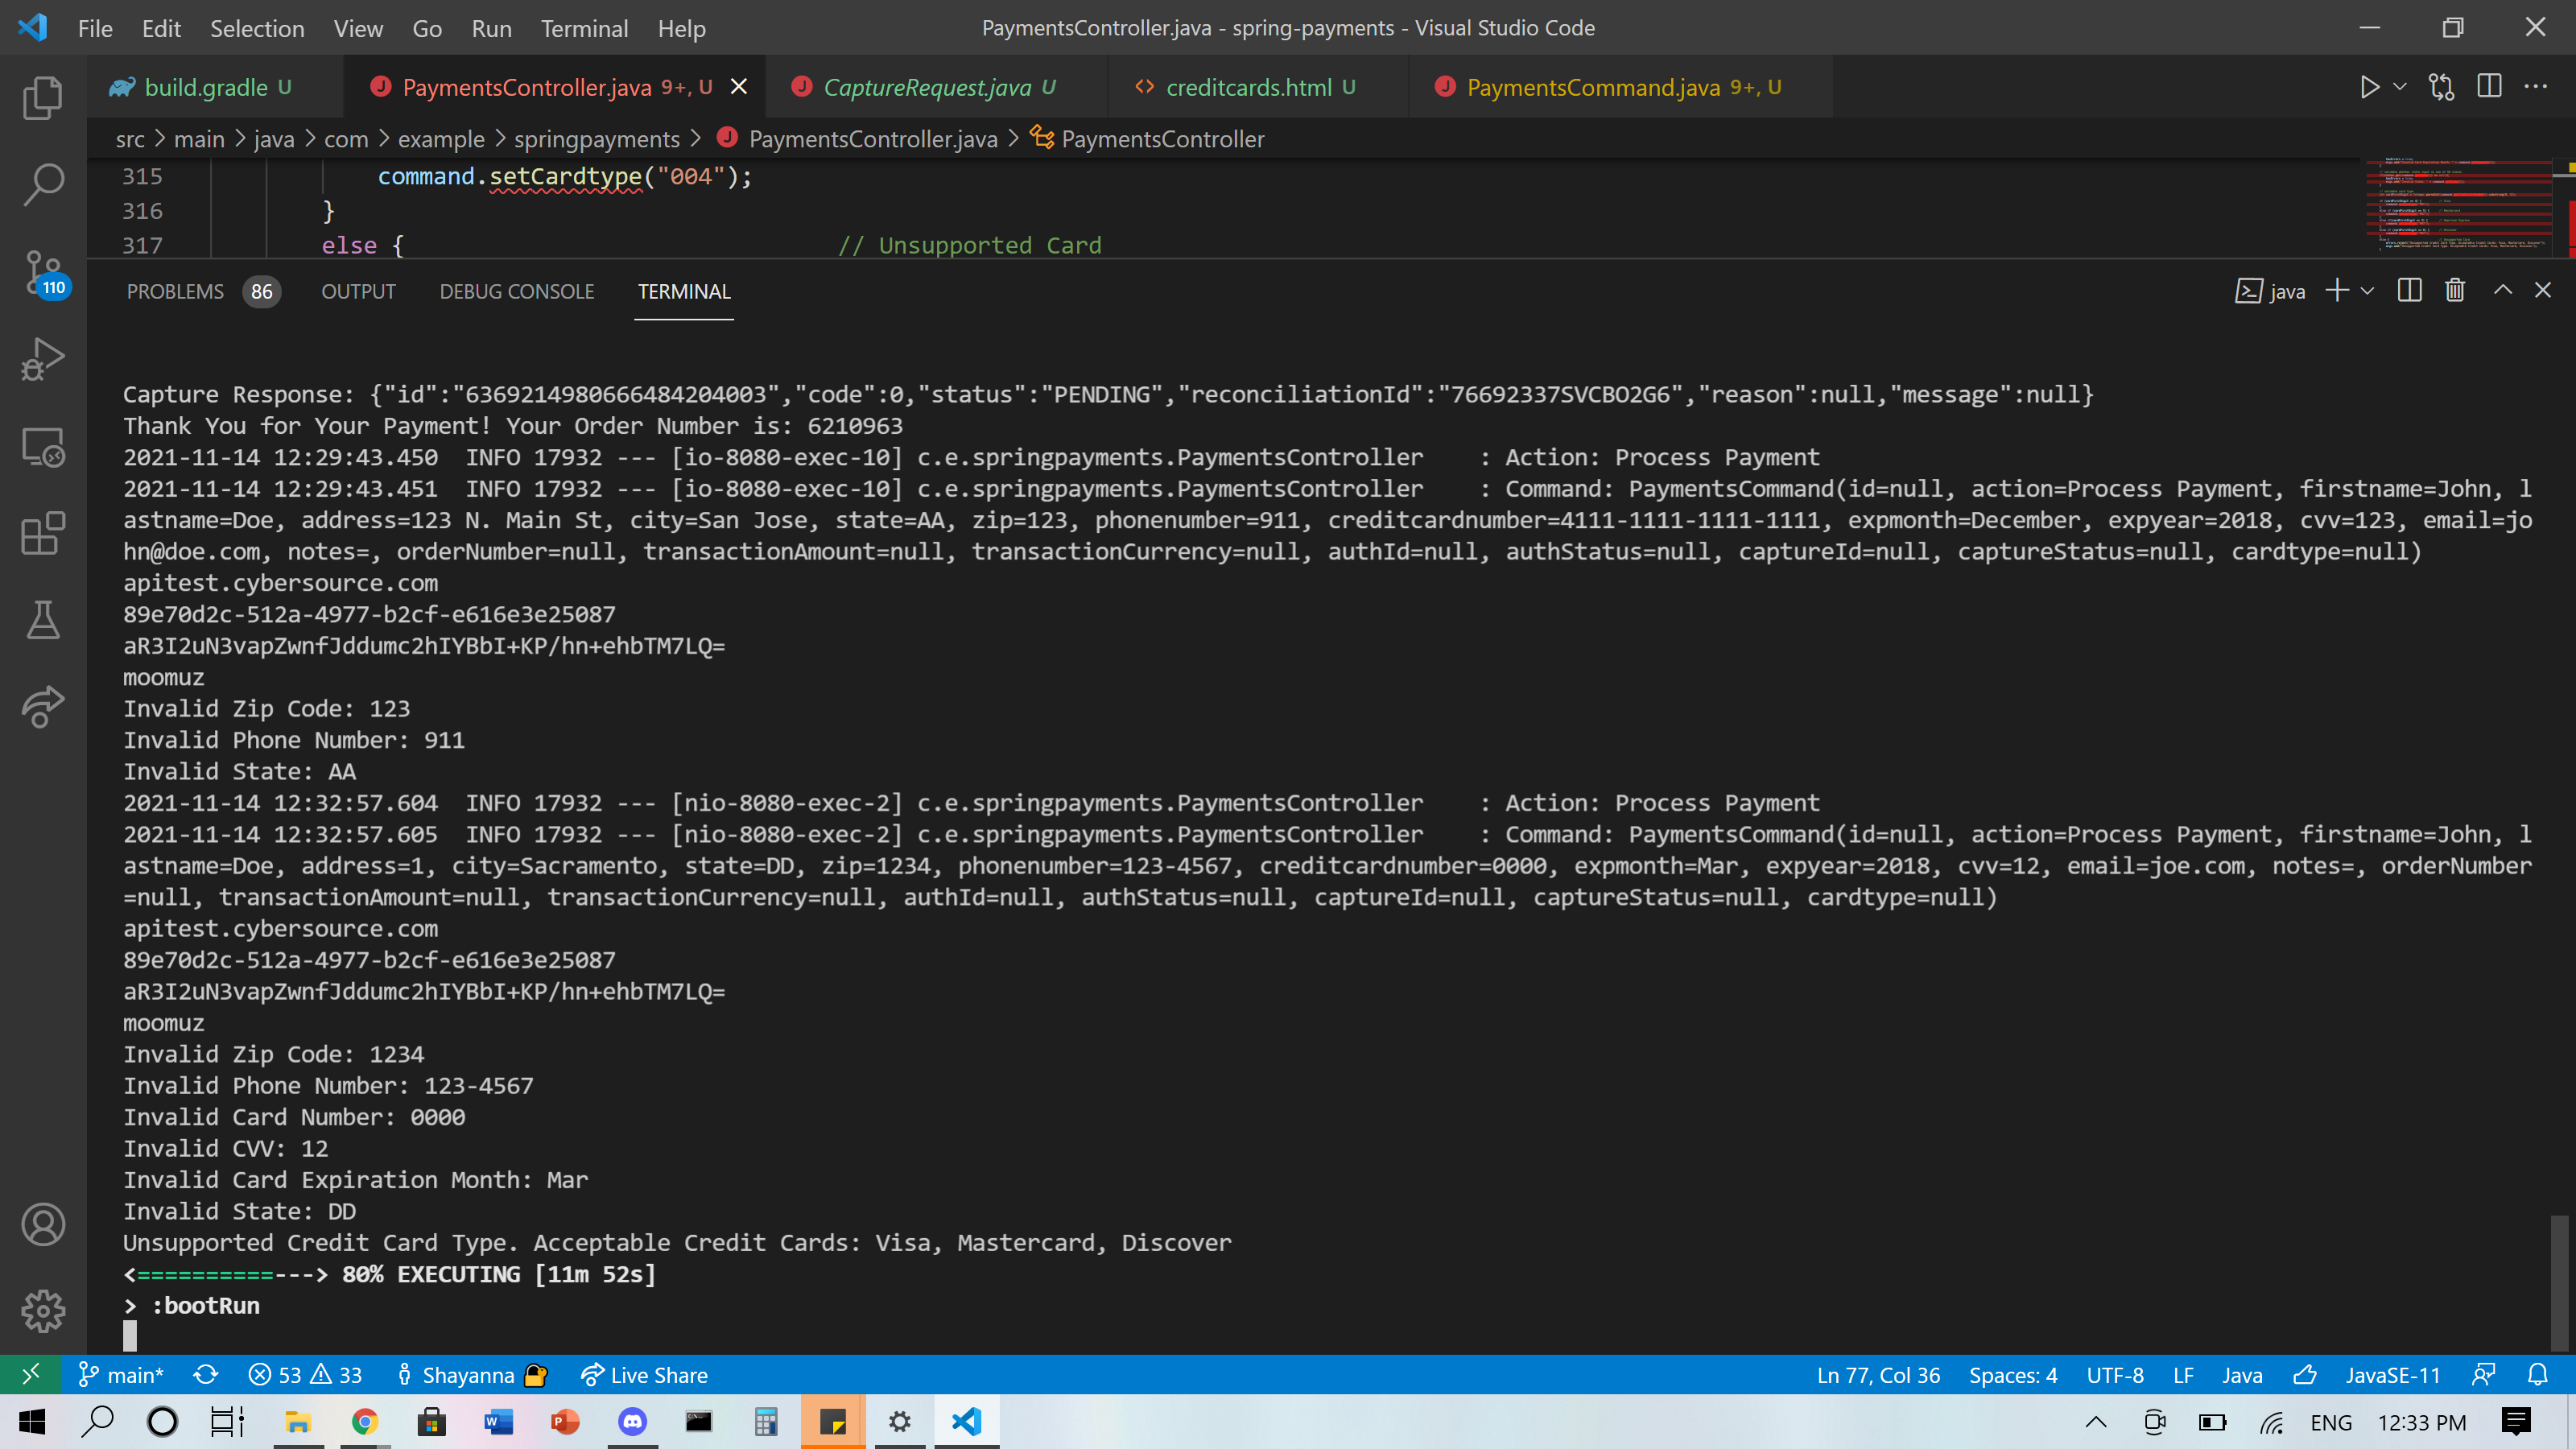 File Edit Selection View Go Run Terminal Help
PaymentsController.java - spring-payments - Visual Studio Code
build.gradle U
PaymentsController.java 9+, U
CaptureRequest.java U
creditcards.html U
PaymentsCommand.java 9+, U
src > main > java > com > example > springpayments > PaymentsController.java > PaymentsController
315 command.setCardtype("004");
316 }
317 else { // Unsupported Card
110
PROBLEMS 86 OUTPUT DEBUG CONSOLE TERMINAL
java
Capture Response: {"id":"6369214980666484204003","code":0,"status":"PENDING","reconciliationId":"76692337SVCBO2G6","reason":null,"message":null}
Thank You for Your Payment! Your Order Number is: 6210963
2021-11-14 12:29:43.450  INFO 17932 --- [io-8080-exec-10] c.e.springpayments.PaymentsController    : Action: Process Payment
2021-11-14 12:29:43.451  INFO 17932 --- [io-8080-exec-10] c.e.springpayments.PaymentsController    : Command: PaymentsCommand(id=null, action=Process Payment, firstname=John, l
astname=Doe, address=123 N. Main St, city=San Jose, state=AA, zip=123, phonenumber=911, creditcardnumber=4111-1111-1111-1111, expmonth=December, expyear=2018, cvv=123, email=jo
hn@doe.com, notes=, orderNumber=null, transactionAmount=null, transactionCurrency=null, authId=null, authStatus=null, captureId=null, captureStatus=null, cardtype=null)
apitest.cybersource.com
89e70d2c-512a-4977-b2cf-e616e3e25087
aR3I2uN3vapZwnfJddumc2hIYBbI+KP/hn+ehbTM7LQ=
moomuz
Invalid Zip Code: 123
Invalid Phone Number: 911
Invalid State: AA
2021-11-14 12:32:57.604  INFO 17932 --- [nio-8080-exec-2] c.e.springpayments.PaymentsController    : Action: Process Payment
2021-11-14 12:32:57.605  INFO 17932 --- [nio-8080-exec-2] c.e.springpayments.PaymentsController    : Command: PaymentsCommand(id=null, action=Process Payment, firstname=John, l
astname=Doe, address=1, city=Sacramento, state=DD, zip=1234, phonenumber=123-4567, creditcardnumber=0000, expmonth=Mar, expyear=2018, cvv=12, email=joe.com, notes=, orderNumber
=null, transactionAmount=null, transactionCurrency=null, authId=null, authStatus=null, captureId=null, captureStatus=null, cardtype=null)
apitest.cybersource.com
89e70d2c-512a-4977-b2cf-e616e3e25087
aR3I2uN3vapZwnfJddumc2hIYBbI+KP/hn+ehbTM7LQ=
moomuz
Invalid Zip Code: 1234
Invalid Phone Number: 123-4567
Invalid Card Number: 0000
Invalid CVV: 12
Invalid Card Expiration Month: Mar
Invalid State: DD
Unsupported Credit Card Type. Acceptable Credit Cards: Visa, Mastercard, Discover
<==========---> 80% EXECUTING [11m 52s]
> :bootRun
main* 53 33 Shayanna Live Share Ln 77, Col 36 Spaces: 4 UTF-8 LF Java JavaSE-11
ENG 12:33 PM